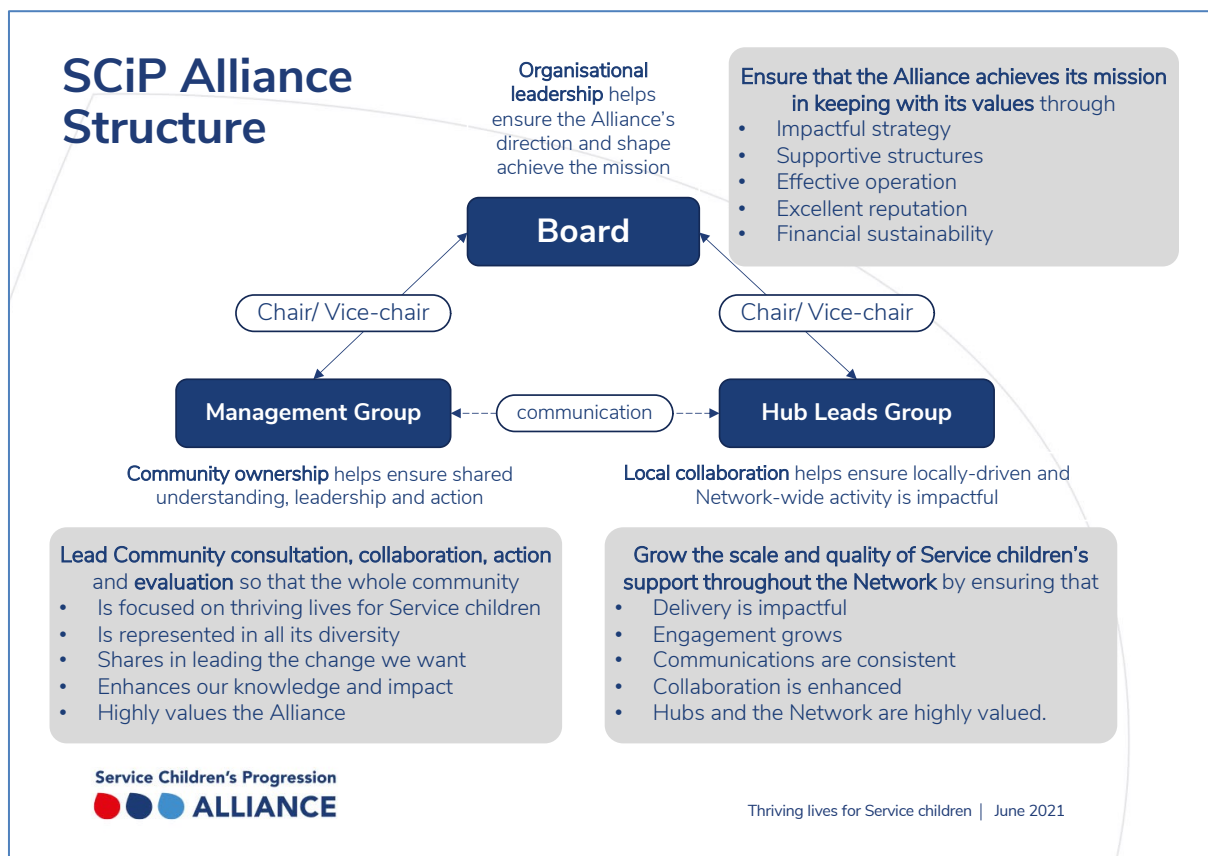 SCiP Alliance
Structure
Organisational
leadership helps
ensure the Alliance's
direction and shape
achieve the mission
Ensure that the Alliance achieves its mission
in keeping with its values through
• Impactful strategy
• Supportive structures
• Effective operation
• Excellent reputation
• Financial sustainability
Board
Chair/ Vice-chair
Chair/ Vice-chair
Management Group
communication
Hub Leads Group
Community ownership helps ensure shared
understanding, leadership and action
Local collaboration helps ensure locally-driven and
Network-wide activity is impactful
Lead Community consultation, collaboration, action
and evaluation so that the whole community
• Is focused on thriving lives for Service children
• Is represented in all its diversity
• Shares in leading the change we want
• Enhances our knowledge and impact
• Highly values the Alliance
Grow the scale and quality of Service children's
support throughout the Network by ensuring that
• Delivery is impactful
• Engagement grows
• Communications are consistent
• Collaboration is enhanced
• Hubs and the Network are highly valued.
Service Children's Progression
ALLIANCE
Thriving lives for Service children | June 2021